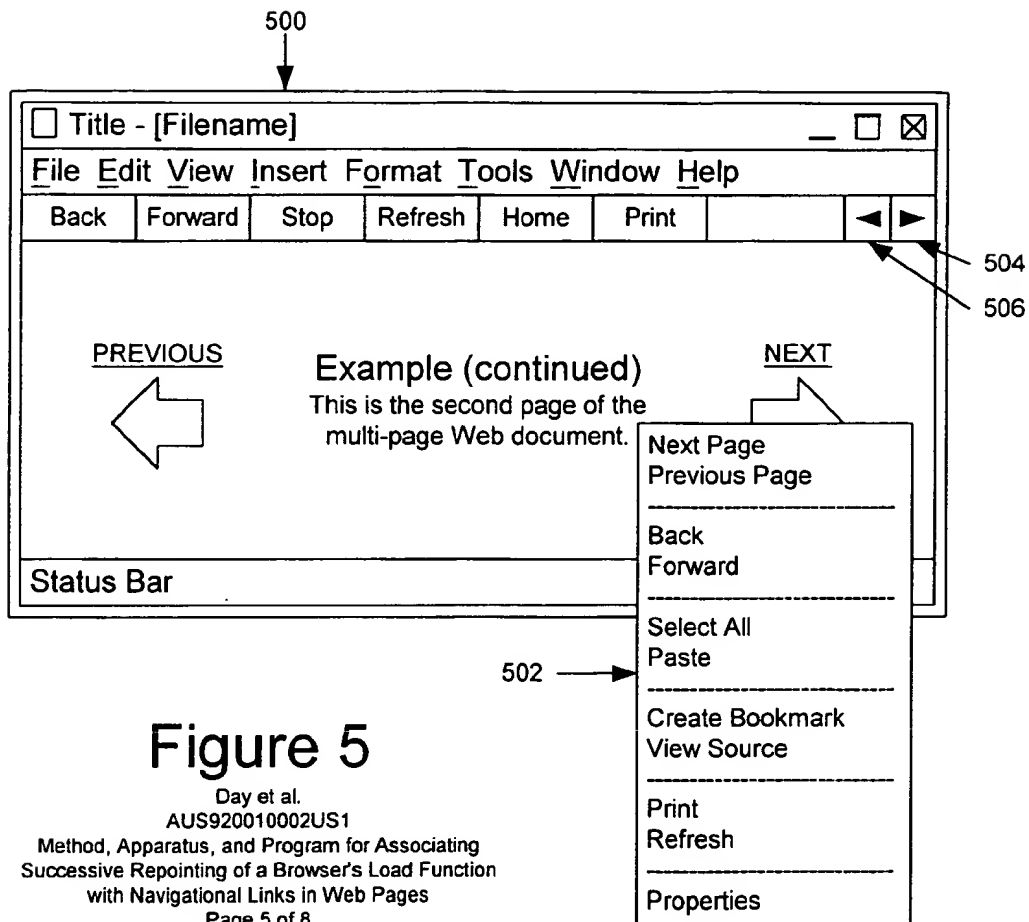 500
Title - [Filename]
File Edit View Insert Format Tools Window Help
Back Forward Stop Refresh Home Print
504
506
PREVIOUS
NEXT
Example (continued)
This is the second page of the
multi-page Web document.
Next Page
Previous Page
Back
Forward
Status Bar
Select All
Paste
502
Create Bookmark
View Source
Print
Refresh
Properties
Figure 5
Day et al.
AUS920010002US1
Method, Apparatus, and Program for Associating
Successive Repointing of a Browser's Load Function
with Navigational Links in Web Pages
Page 5 of 8